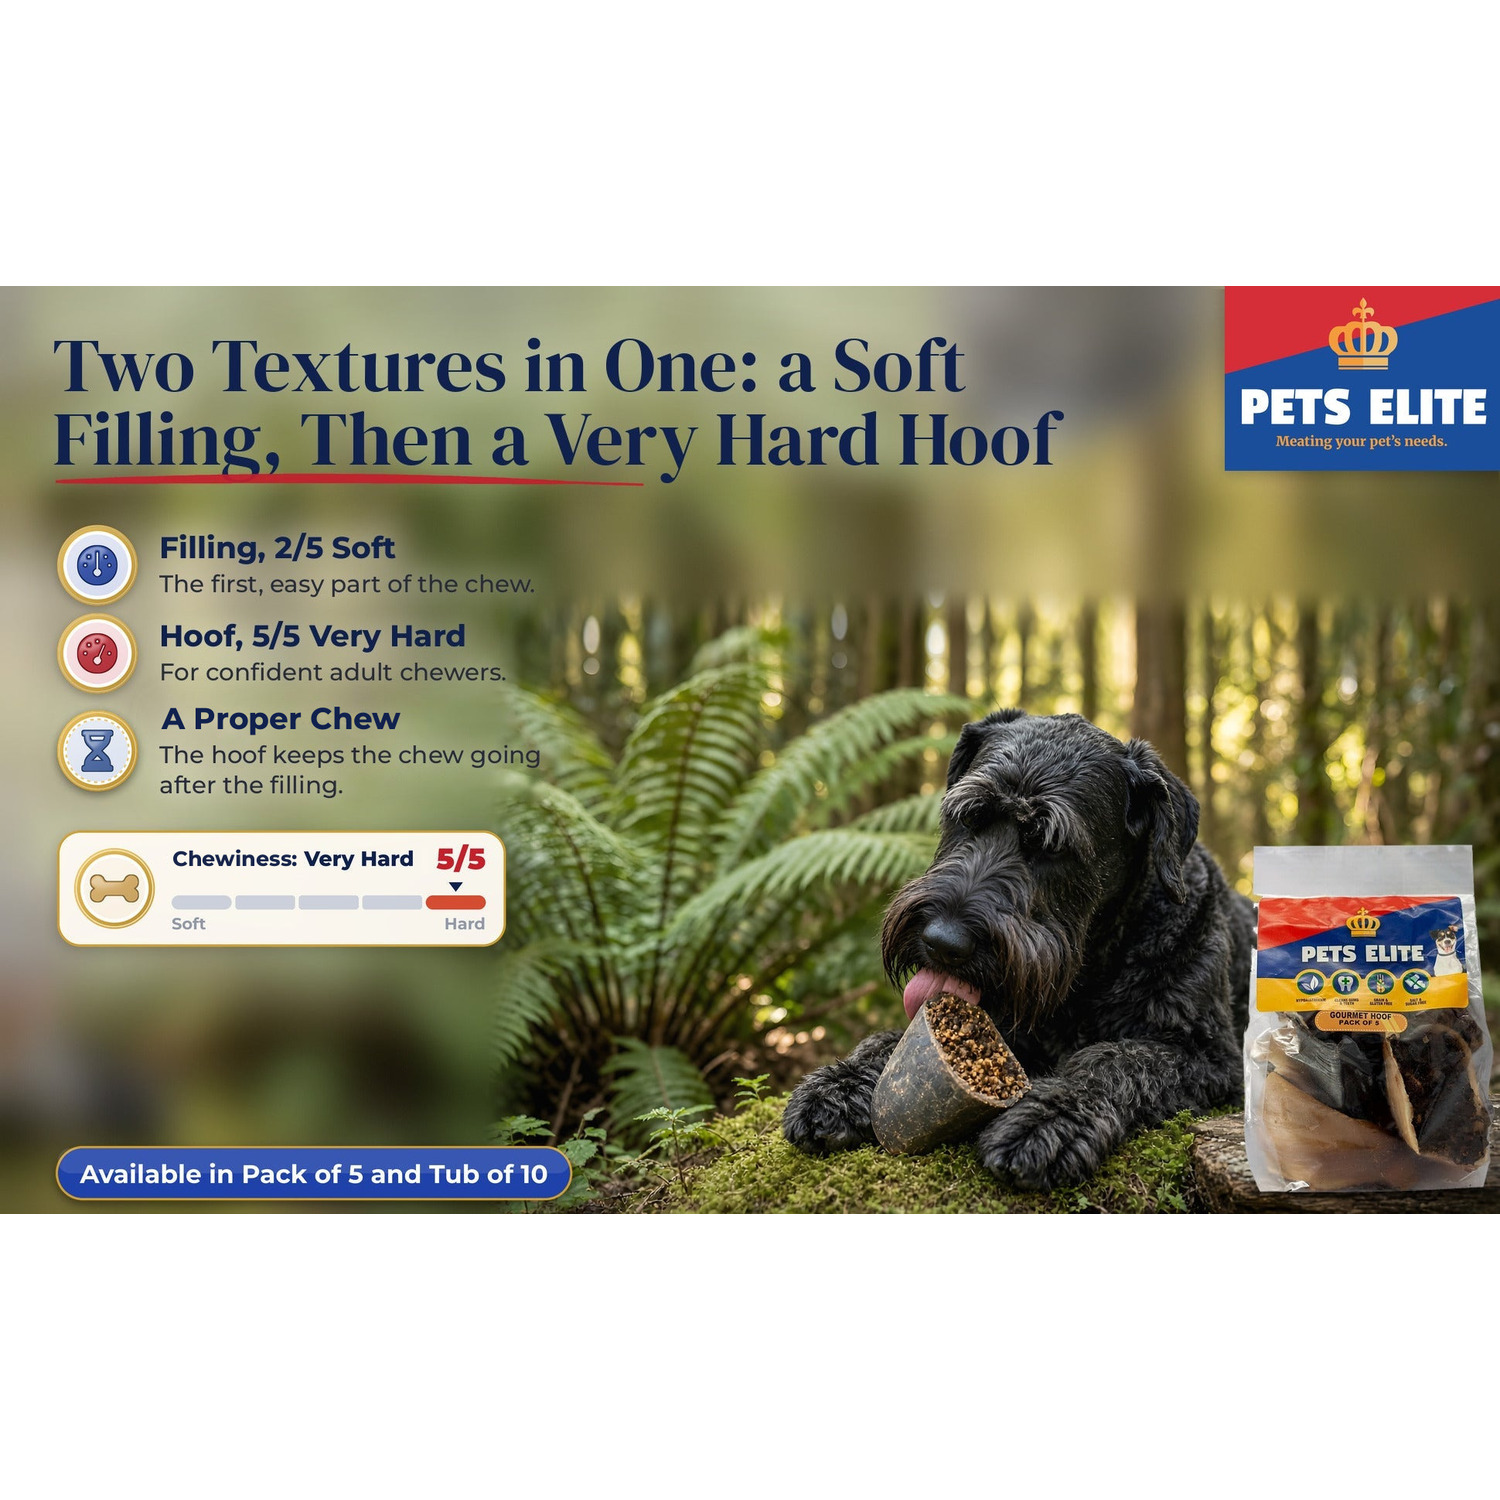 Two Textures in One: a Soft
Filling, Then a Very Hard Hoof
PETS ELITE
Meating your pet's needs.
Filling, 2/5 Soft
The first, easy part of the chew.
Hoof, 5/5 Very Hard
For confident adult chewers.
A Proper Chew
The hoof keeps the chew going
after the filling.
Chewiness: Very Hard 5/5
Soft Hard
Available in Pack of 5 and Tub of 10
PETS ELITE
GOURMET HOOF
PACK OF 5